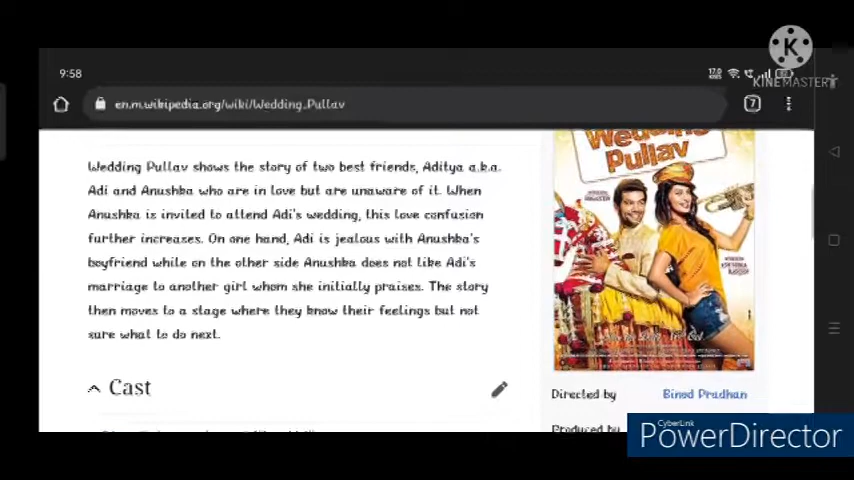 K
KINEMASTER
9:58
17.0
en.m.wikipedia.org/wiki/Wedding_Pullav
7
Wedding Pullav shows the story of two best friends, Aditya a.k.a.
Adi and Anushka who are in love but are unaware of it. When
Anushka is invited to attend Adi's wedding, this love confusion
further increases. On one hand, Adi is jealous with Anushka's
boyfriend while on the other side Anushka does not like Adi's
marriage to another girl whom she initially praises. The story
then moves to a stage where they know their feelings but not
sure what to do next.
Wedding
Pullav
Cast
Directed by
Binod Pradhan
Produced by
CyberLink
PowerDirector